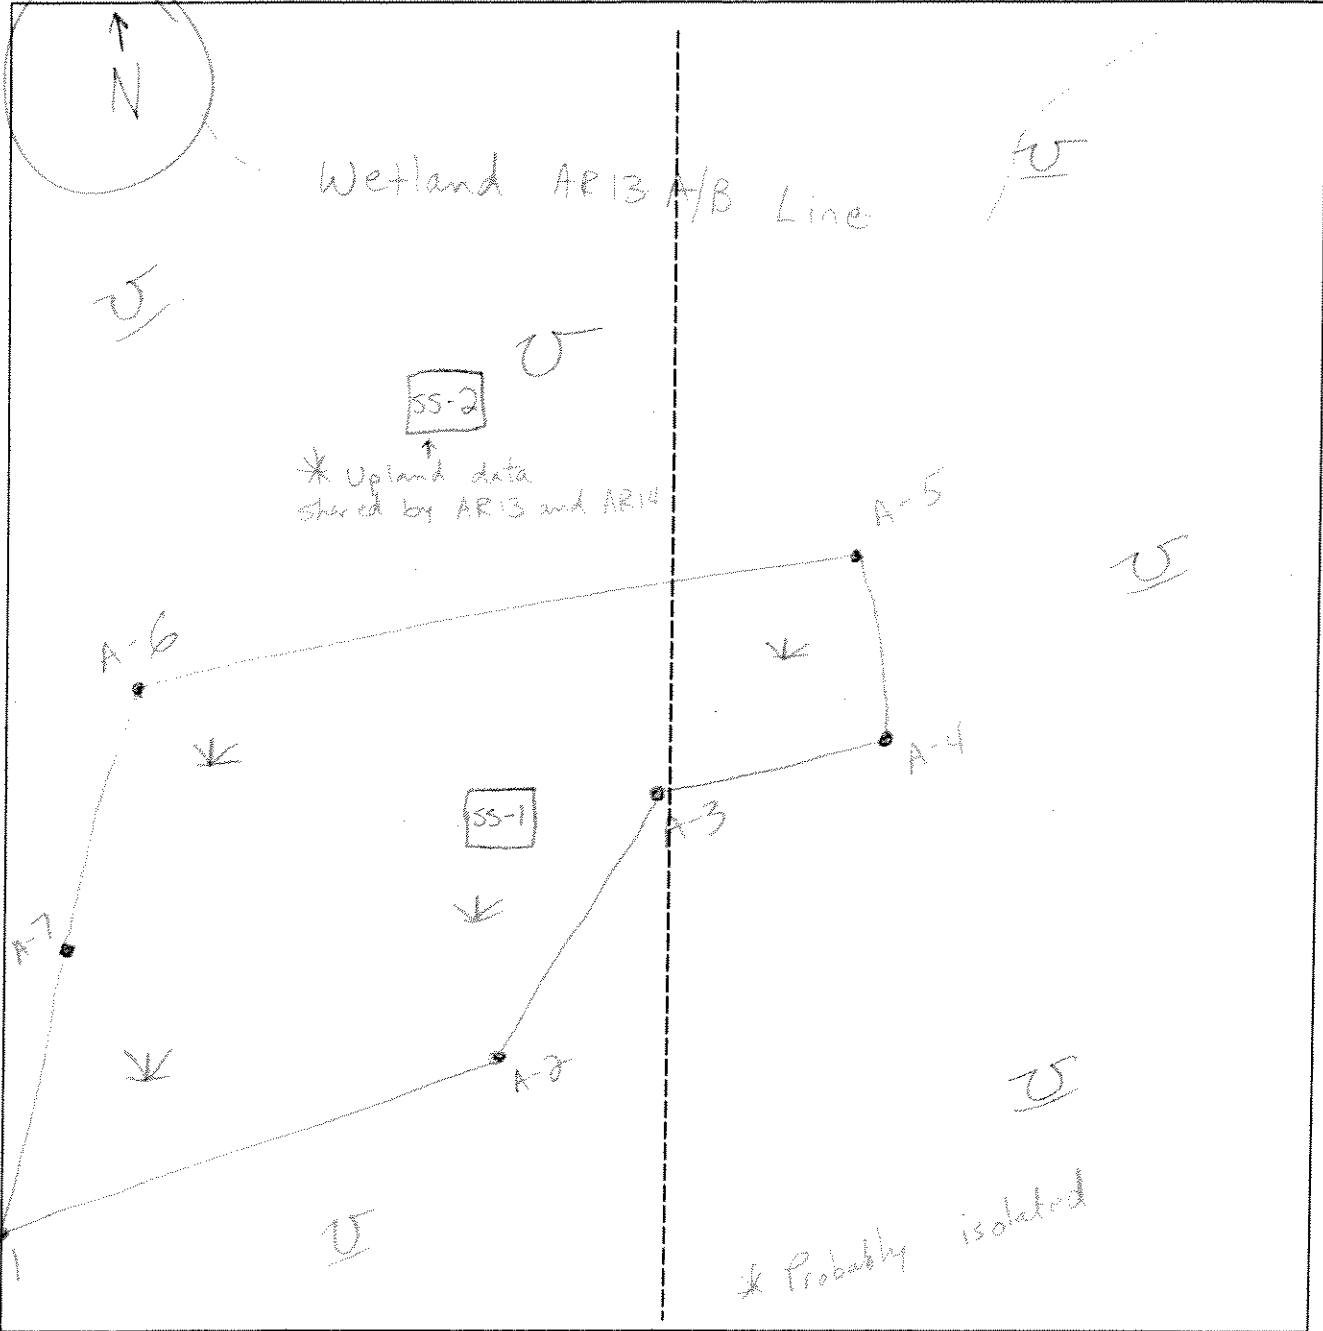 N
Wetland AR13 A/B Line
U
U
U
SS-2
* Upland data
shared by AR13 and AR14
A-5
U
A-6
A-4
SS-1
A-3
A-7
A-2
U
1
U
* Probably isolated